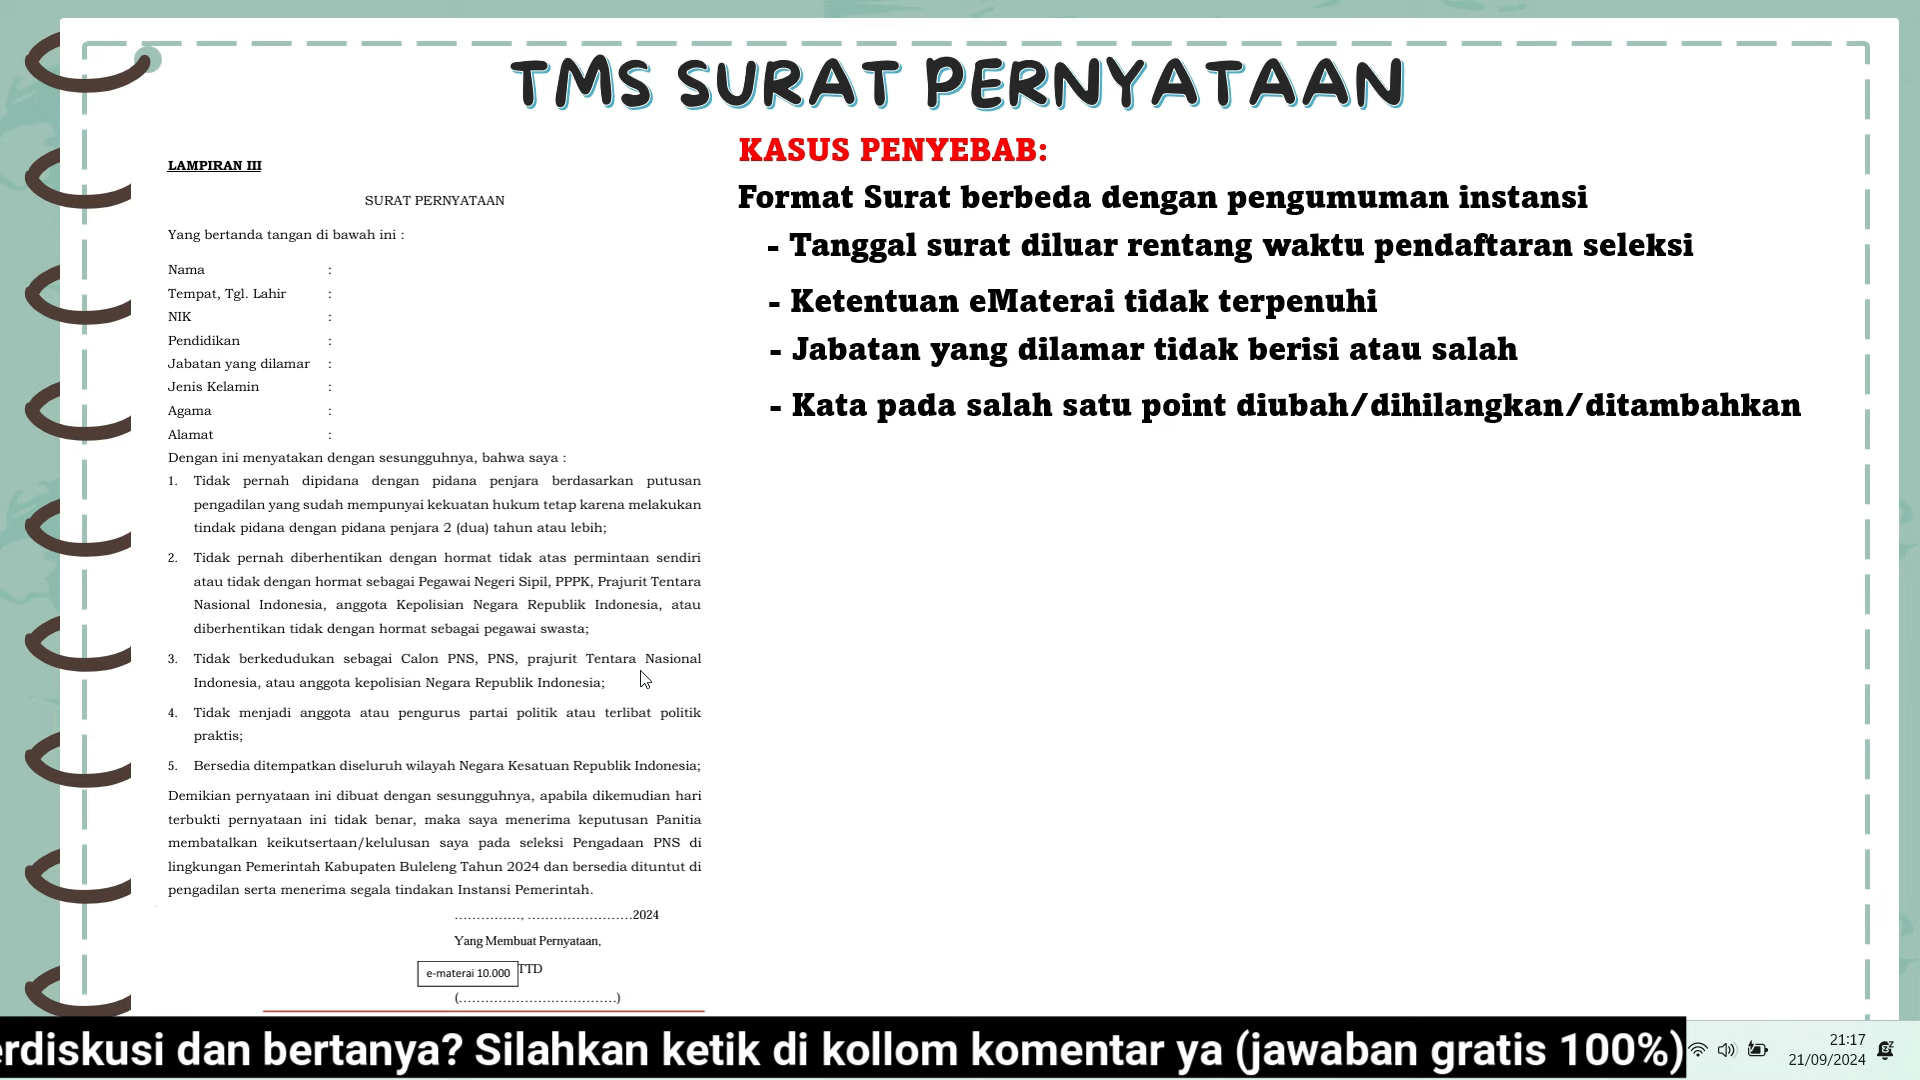 TMS SURAT PERNYATAAN
LAMPIRAN III
SURAT PERNYATAAN
Yang bertanda tangan di bawah ini :
Nama :
Tempat, Tgl. Lahir :
NIK :
Pendidikan :
Jabatan yang dilamar :
Jenis Kelamin :
Agama :
Alamat :
Dengan ini menyatakan dengan sesungguhnya, bahwa saya :
1. Tidak pernah dipidana dengan pidana penjara berdasarkan putusan
pengadilan yang sudah mempunyai kekuatan hukum tetap karena melakukan
tindak pidana dengan pidana penjara 2 (dua) tahun atau lebih;
2. Tidak pernah diberhentikan dengan hormat tidak atas permintaan sendiri
atau tidak dengan hormat sebagai Pegawai Negeri Sipil, PPPK, Prajurit Tentara
Nasional Indonesia, anggota Kepolisian Negara Republik Indonesia, atau
diberhentikan tidak dengan hormat sebagai pegawai swasta;
3. Tidak berkedudukan sebagai Calon PNS, PNS, prajurit Tentara Nasional
Indonesia, atau anggota kepolisian Negara Republik Indonesia;
4. Tidak menjadi anggota atau pengurus partai politik atau terlibat politik
praktis;
5. Bersedia ditempatkan diseluruh wilayah Negara Kesatuan Republik Indonesia;
Demikian pernyataan ini dibuat dengan sesungguhnya, apabila dikemudian hari
terbukti pernyataan ini tidak benar, maka saya menerima keputusan Panitia
membatalkan keikutsertaan/kelulusan saya pada seleksi Pengadaan PNS di
lingkungan Pemerintah Kabupaten Buleleng Tahun 2024 dan bersedia dituntut di
pengadilan serta menerima segala tindakan Instansi Pemerintah.
..............., ........................2024
Yang Membuat Pernyataan,
e-materai 10.000 TTD
(....................................)
KASUS PENYEBAB:
Format Surat berbeda dengan pengumuman instansi
- Tanggal surat diluar rentang waktu pendaftaran seleksi
- Ketentuan eMaterai tidak terpenuhi
- Jabatan yang dilamar tidak berisi atau salah
- Kata pada salah satu point diubah/dihilangkan/ditambahkan
erdiskusi dan bertanya? Silahkan ketik di kollom komentar ya (jawaban gratis 100%)
21:17
21/09/2024